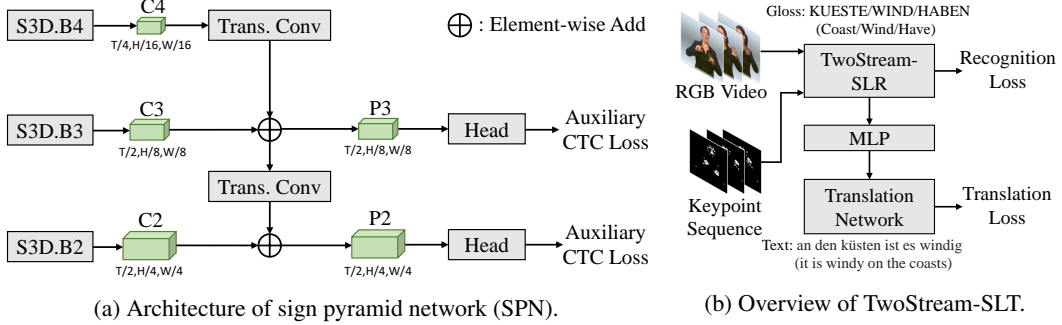 C4
S3D.B4
Trans. Conv
T/4,H/16,W/16
⊕ : Element-wise Add
C3
P3
S3D.B3
Head
Auxiliary
CTC Loss
T/2,H/8,W/8
T/2,H/8,W/8
Trans. Conv
C2
P2
S3D.B2
Head
Auxiliary
CTC Loss
T/2,H/4,W/4
T/2,H/4,W/4
(a) Architecture of sign pyramid network (SPN).
Gloss: KUESTE/WIND/HABEN
(Coast/Wind/Have)
RGB Video
TwoStream-
SLR
Recognition
Loss
MLP
Keypoint
Sequence
Translation
Network
Translation
Loss
Text: an den küsten ist es windig
(it is windy on the coasts)
(b) Overview of TwoStream-SLT.